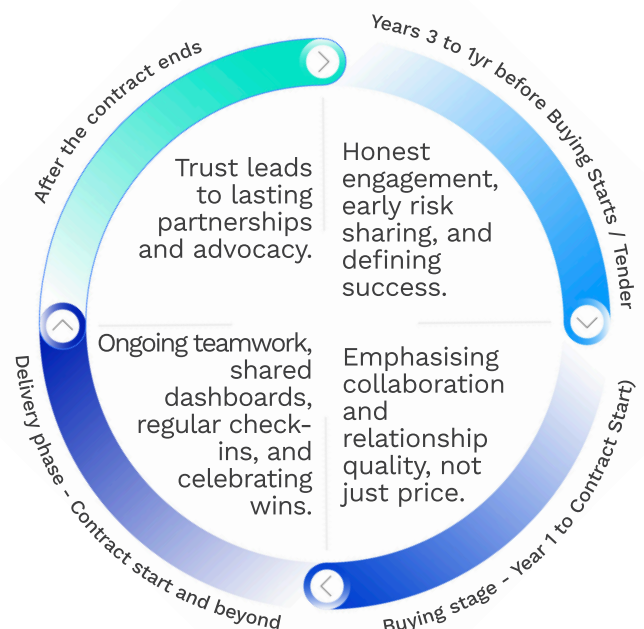 Years 3 to 1yr before Buying Starts / Tender
Honest
engagement,
early risk
sharing, and
defining
success.
Buying stage - Year 1 to Contract Start)
Emphasising
collaboration
and
relationship
quality, not
just price.
Delivery phase - Contract start and beyond
Ongoing teamwork,
shared
dashboards,
regular check-
ins, and
celebrating
wins.
After the contract ends
Trust leads
to lasting
partnerships
and advocacy.